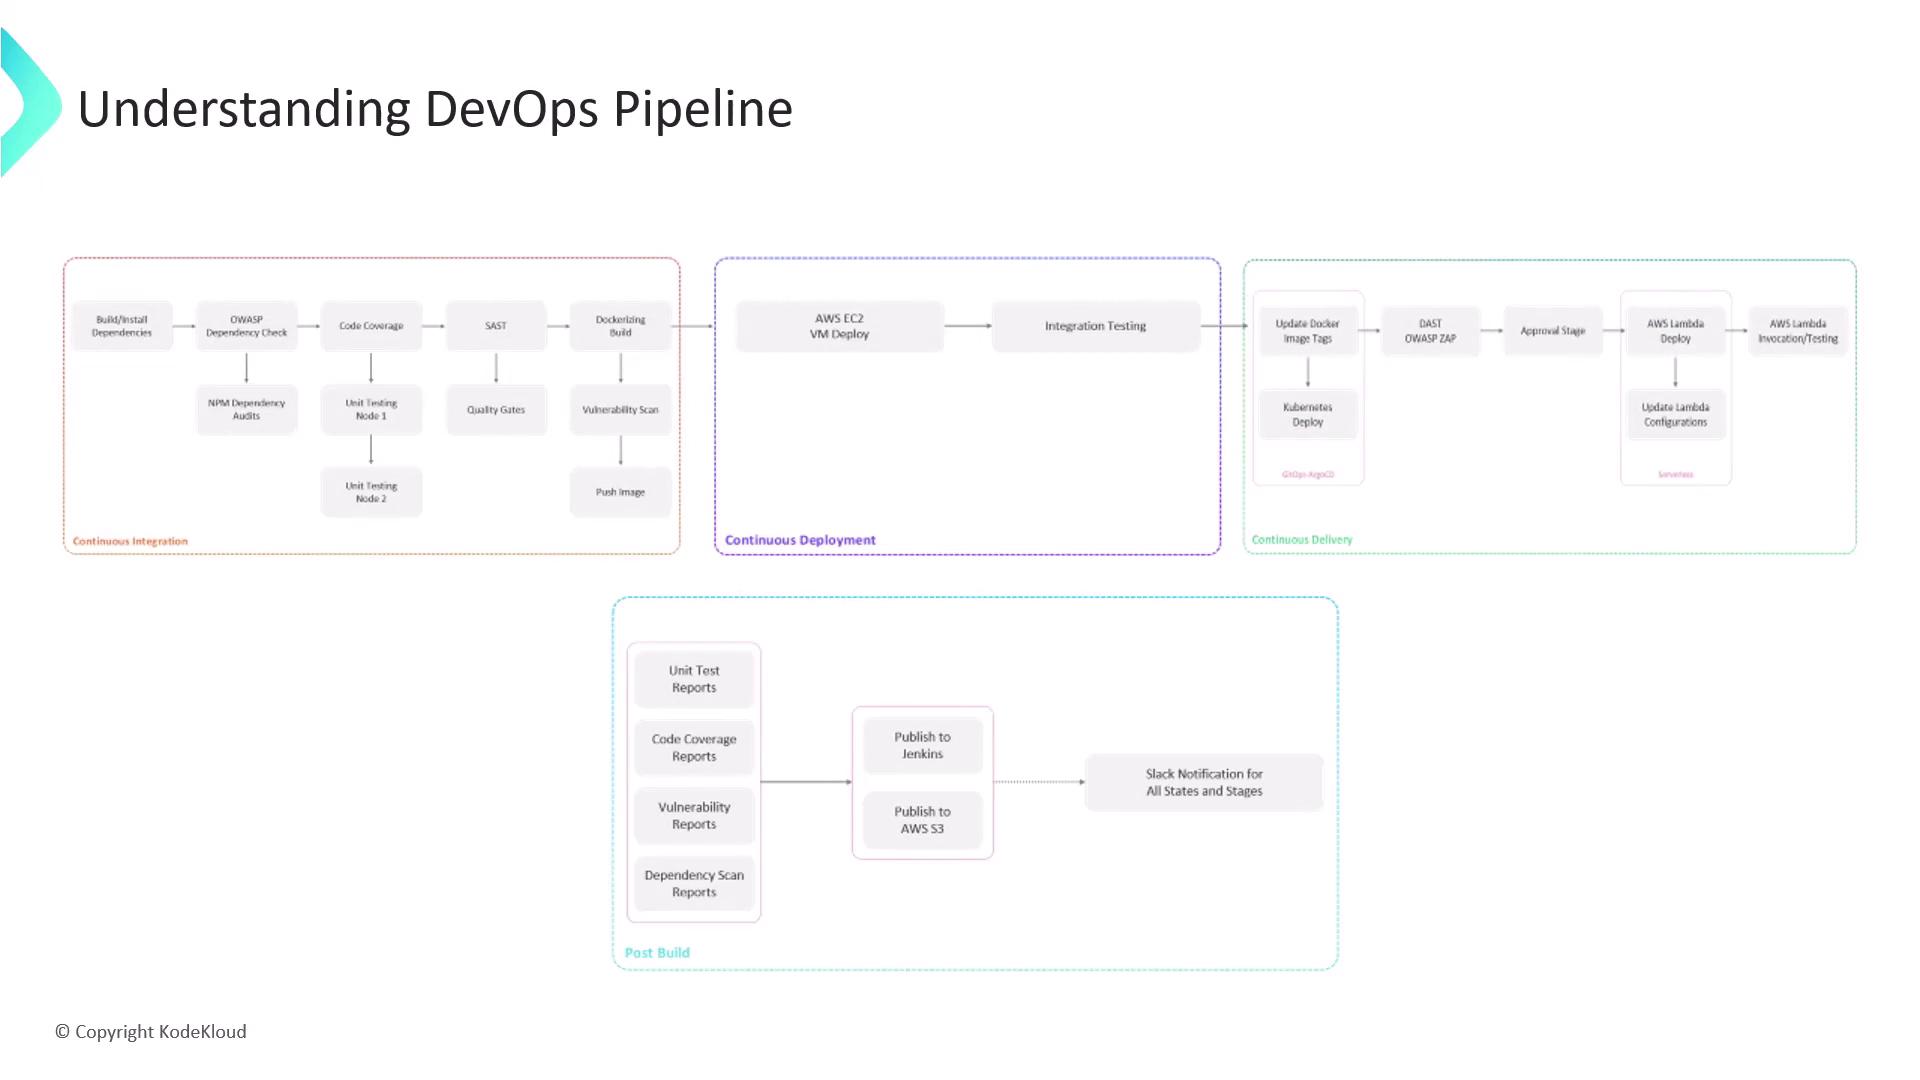 Understanding DevOps Pipeline
Build/Install
Dependencies
OWASP
Dependency Check
Code Coverage
SAST
Dockerizing
Build
NPM Dependency
Audits
Unit Testing
Node 1
Quality Gates
Vulnerability Scan
Unit Testing
Node 2
Push Image
Continuous Integration
AWS EC2
VM Deploy
Integration Testing
Continuous Deployment
Update Docker
Image Tags
DAST
OWASP ZAP
Approval Stage
AWS Lambda
Deploy
AWS Lambda
Invocation/Testing
Kubernetes
Deploy
Update Lambda
Configurations
GitOps-ArgoCD
Serverless
Continuous Delivery
Unit Test
Reports
Code Coverage
Reports
Vulnerability
Reports
Dependency Scan
Reports
Publish to
Jenkins
Publish to
AWS S3
Slack Notification for
All States and Stages
Post Build
© Copyright KodeKloud